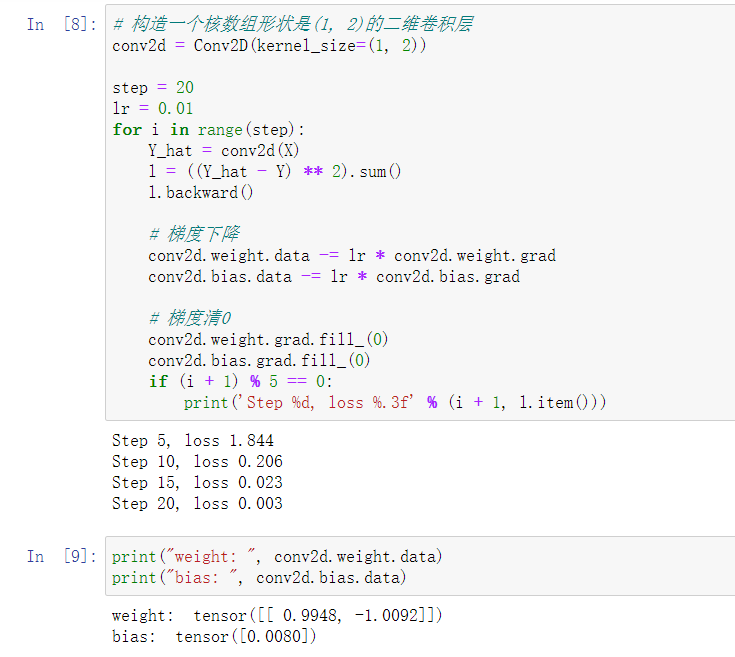 In [8]: # 构造一个核数组形状是(1, 2)的二维卷积层
conv2d = Conv2D(kernel_size=(1, 2))
step = 20
lr = 0.01
for i in range(step):
    Y_hat = conv2d(X)
    l = ((Y_hat - Y) ** 2).sum()
    l.backward()
    # 梯度下降
    conv2d.weight.data -= lr * conv2d.weight.grad
    conv2d.bias.data -= lr * conv2d.bias.grad
    # 梯度清0
    conv2d.weight.grad.fill_(0)
    conv2d.bias.grad.fill_(0)
    if (i + 1) % 5 == 0:
        print('Step %d, loss %.3f' % (i + 1, l.item()))
Step 5, loss 1.844
Step 10, loss 0.206
Step 15, loss 0.023
Step 20, loss 0.003
In [9]: print("weight: ", conv2d.weight.data)
print("bias: ", conv2d.bias.data)
weight:  tensor([[ 0.9948, -1.0092]])
bias:  tensor([0.0080])